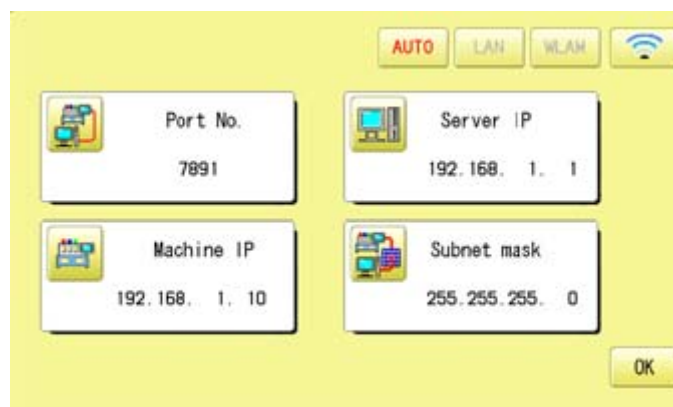 AUTO LAN WLAN
Port No.
7891
Server IP
192.168. 1. 1
Machine IP
192.168. 1. 10
Subnet mask
255.255.255. 0
OK